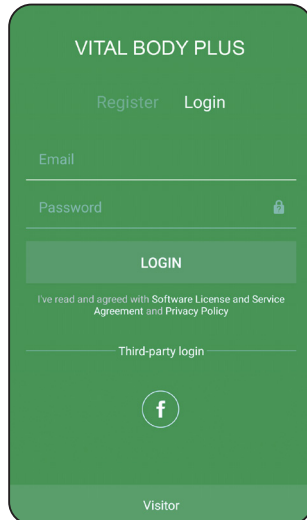 VITAL BODY PLUS
Register Login
Email
Password
LOGIN
I've read and agreed with Software License and Service
Agreement and Privacy Policy
Third-party login
f
Visitor